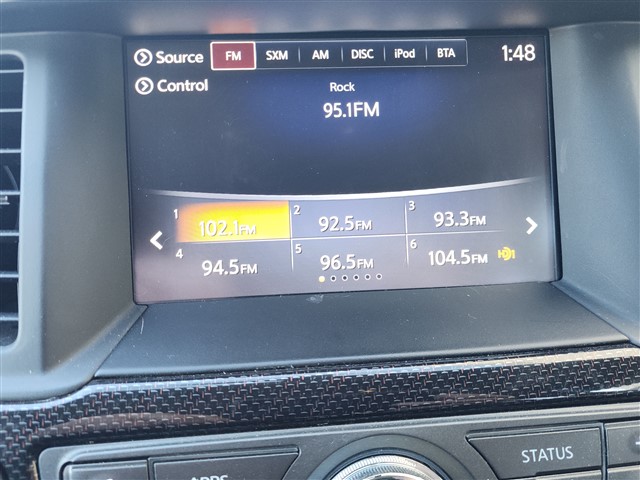 Source FM SXM AM DISC iPod BTA 1:48
Control
Rock
95.1FM
1 102.1FM 2 92.5FM 3 93.3FM
4 94.5FM 5 96.5FM 6 104.5FM
STATUS